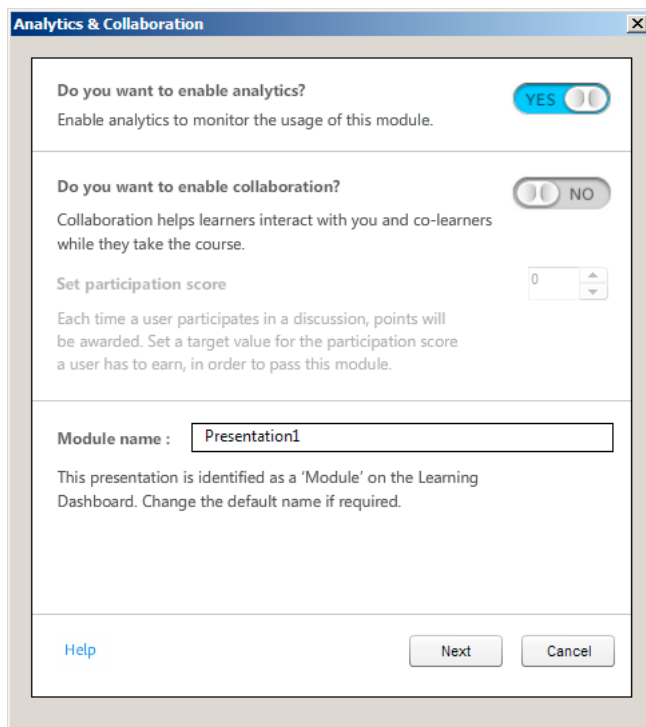 Analytics & Collaboration
Do you want to enable analytics?
YES
Enable analytics to monitor the usage of this module.
Do you want to enable collaboration?
NO
Collaboration helps learners interact with you and co-learners
while they take the course.
Set participation score
0
Each time a user participates in a discussion, points will
be awarded. Set a target value for the participation score
a user has to earn, in order to pass this module.
Module name : Presentation1
This presentation is identified as a ‘Module’ on the Learning
Dashboard. Change the default name if required.
Help
Next
Cancel